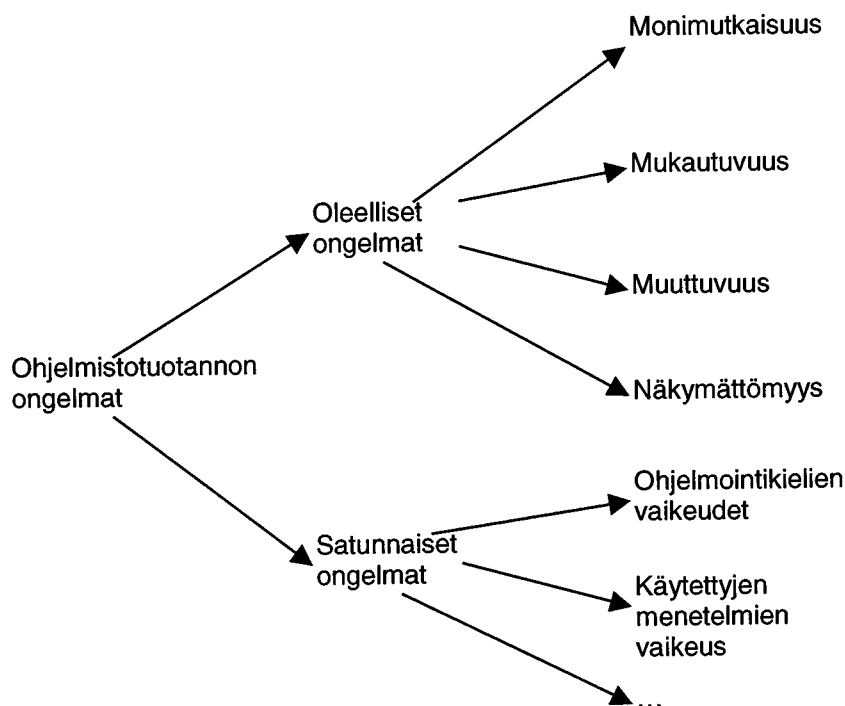 Monimutkaisuus
Mukautuvuus
Oleelliset
ongelmat
Muuttuvuus
Ohjelmistotuotannon
ongelmat
Näkymättömyys
Ohjelmointikielien
vaikeudet
Satunnaiset
ongelmat
Käytettyjen
menetelmien
vaikeus
...